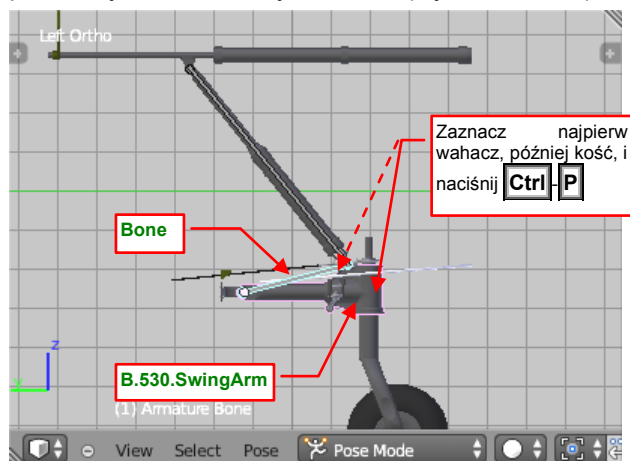 Left Ortho
Zaznacz najpierw
wahacz, później kość, i
naciśnij Ctrl-P
Bone
z
y
B.530.SwingArm
(1) Armature Bone
View Select Pose Pose Mode